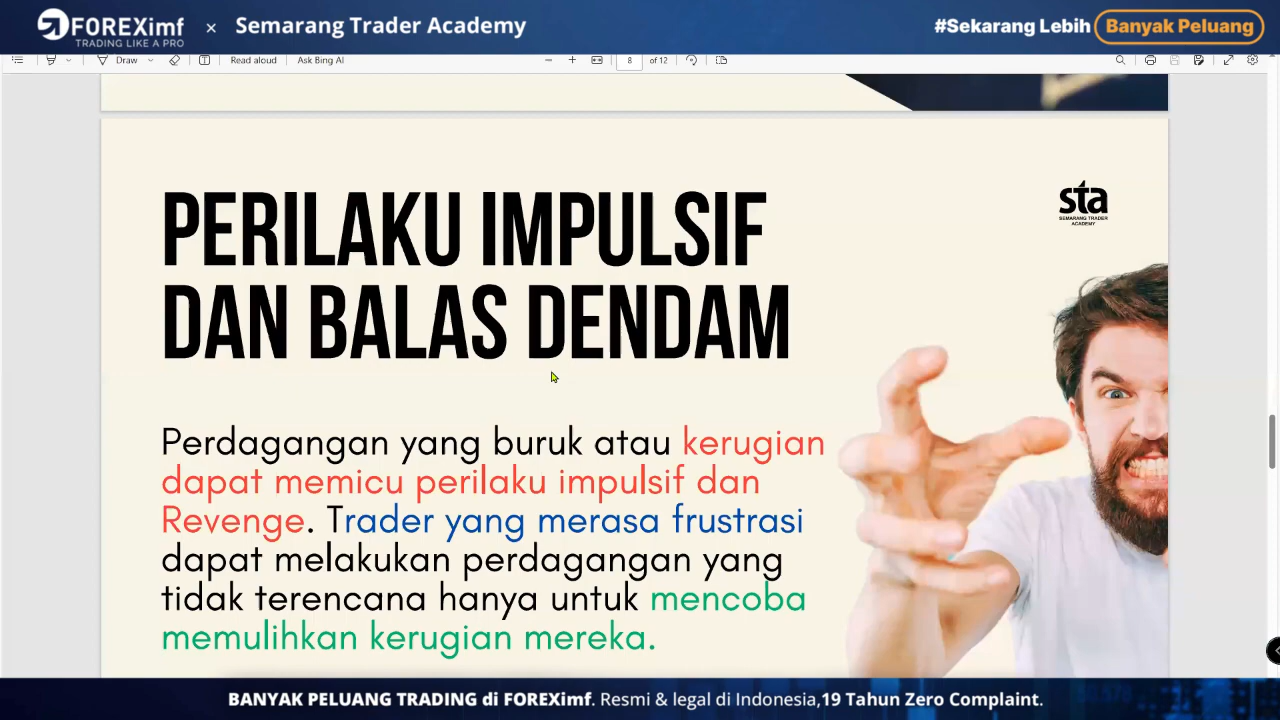 FOREXimf × Semarang Trader Academy
TRADING LIKE A PRO
#Sekarang Lebih Banyak Peluang
Draw Read aloud Ask Bing AI 8 of 12
PERILAKU IMPULSIF
DAN BALAS DENDAM
sta
SEMARANG TRADER
ACADEMY
Perdagangan yang buruk atau kerugian
dapat memicu perilaku impulsif dan
Revenge. Trader yang merasa frustrasi
dapat melakukan perdagangan yang
tidak terencana hanya untuk mencoba
memulihkan kerugian mereka.
BANYAK PELUANG TRADING di FOREXimf. Resmi & legal di Indonesia,19 Tahun Zero Complaint.